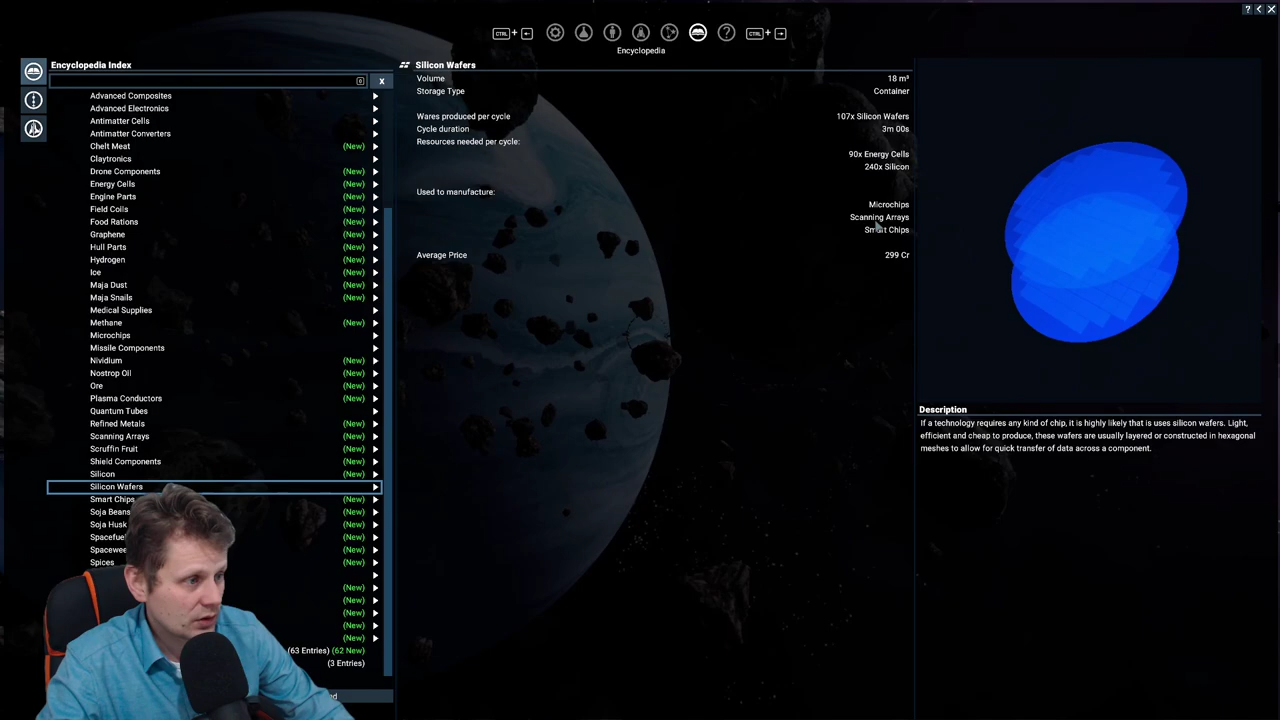 ? < X
CTRL + ← CTRL + →
Encyclopedia
Encyclopedia Index
X
Advanced Composites
Advanced Electronics
Antimatter Cells
Antimatter Converters
Chelt Meat (New)
Claytronics
Drone Components (New)
Energy Cells (New)
Engine Parts (New)
Field Coils (New)
Food Rations (New)
Graphene (New)
Hull Parts (New)
Hydrogen (New)
Ice (New)
Maja Dust (New)
Maja Snails (New)
Medical Supplies
Methane (New)
Microchips
Missile Components
Nividium (New)
Nostrop Oil (New)
Ore (New)
Plasma Conductors (New)
Quantum Tubes
Refined Metals (New)
Scanning Arrays (New)
Scruffin Fruit (New)
Shield Components (New)
Silicon (New)
Silicon Wafers
Smart Chips (New)
Soja Beans (New)
Soja Husk (New)
(New)
(New)
Spices (New)
(New)
(New)
(New)
(New)
(New)
(63 Entries) (62 New)
(3 Entries)
Silicon Wafers
Volume 18 m³
Storage Type Container
Wares produced per cycle 107x Silicon Wafers
Cycle duration 3m 00s
Resources needed per cycle:
90x Energy Cells
240x Silicon
Used to manufacture:
Microchips
Scanning Arrays
Smart Chips
Average Price 299 Cr
Description
If a technology requires any kind of chip, it is highly likely that is uses silicon wafers. Light,
efficient and cheap to produce, these wafers are usually layered or constructed in hexagonal
meshes to allow for quick transfer of data across a component.